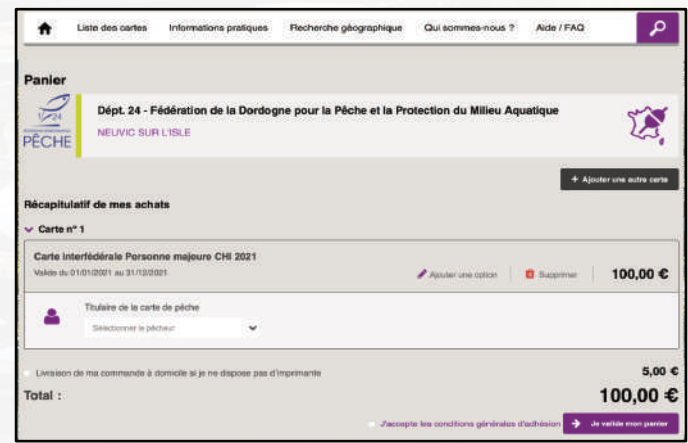 Liste des cartes Informations pratiques Recherche géographique Qui sommes-nous ? Aide / FAQ
Panier
Dépt. 24 - Fédération de la Dordogne pour la Pêche et la Protection du Milieu Aquatique
NEUVIC SUR L'ISLE
PÊCHE
+ Ajouter une autre carte
Récapitulatif de mes achats
Carte n° 1
Carte interfédérale Personne majeure CHI 2021
Valide du 01/01/2021 au 31/12/2021
Ajouter une option Supprimer 100,00 €
Titulaire de la carte de pêche
Sélectionner le pêcheur
Livraison de ma commande à domicile si je ne dispose pas d'imprimante 5,00 €
Total : 100,00 €
J'accepte les conditions générales d'adhésion Je valide mon panier